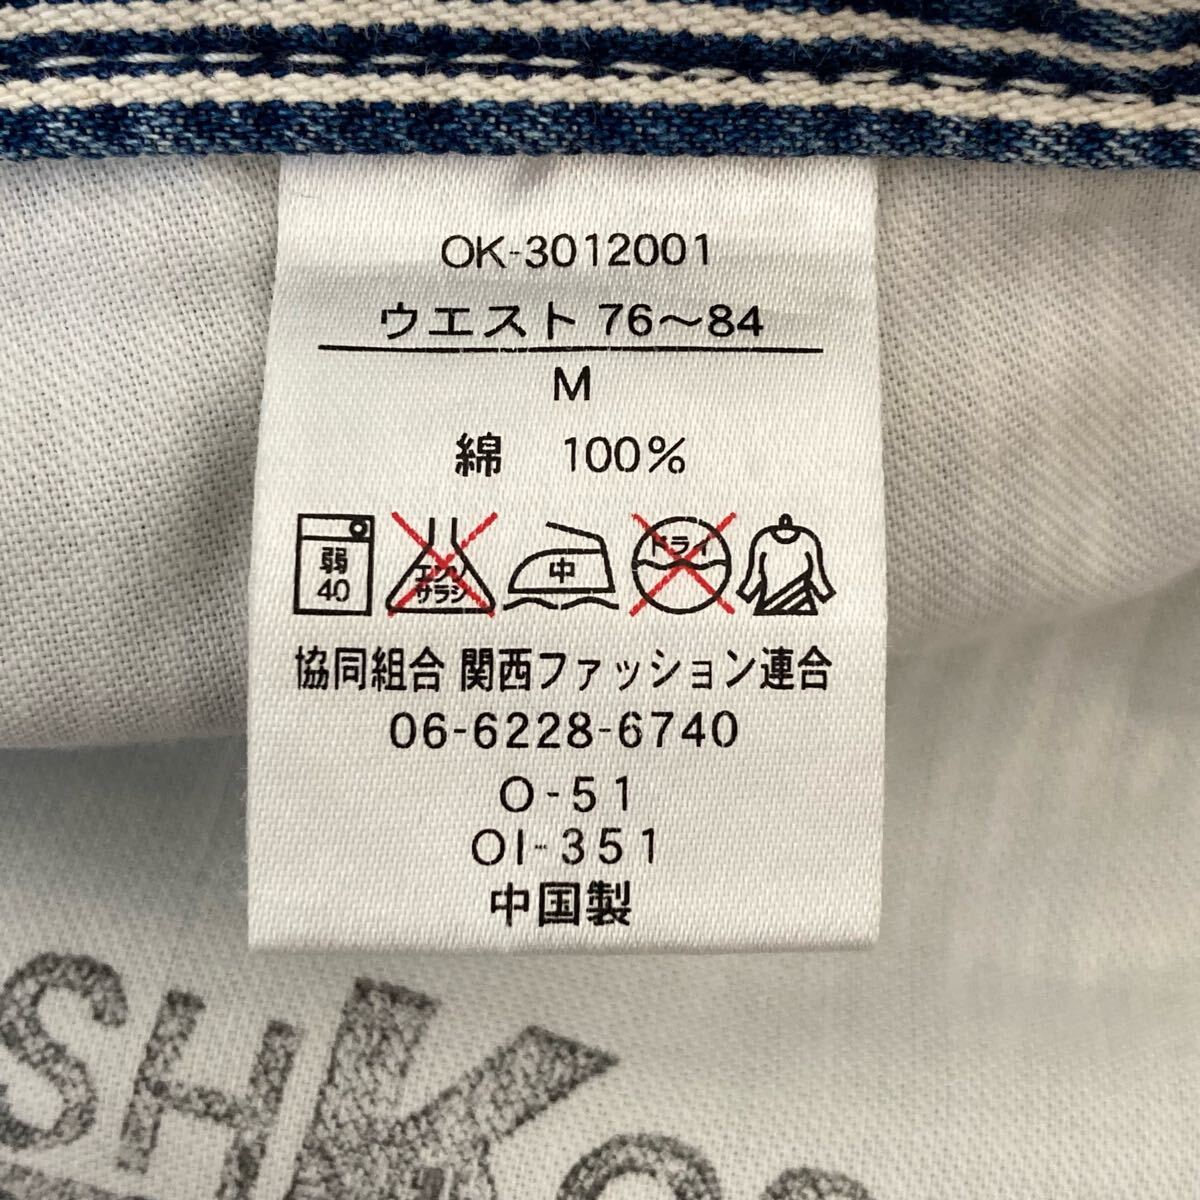 OK-3012001
ウエスト 76～84
M
綿 100%
弱
40
エンソ
サラシ
中
ドライ
協同組合 関西ファッション連合
06-6228-6740
O-51
OI-351
中国製
SHK